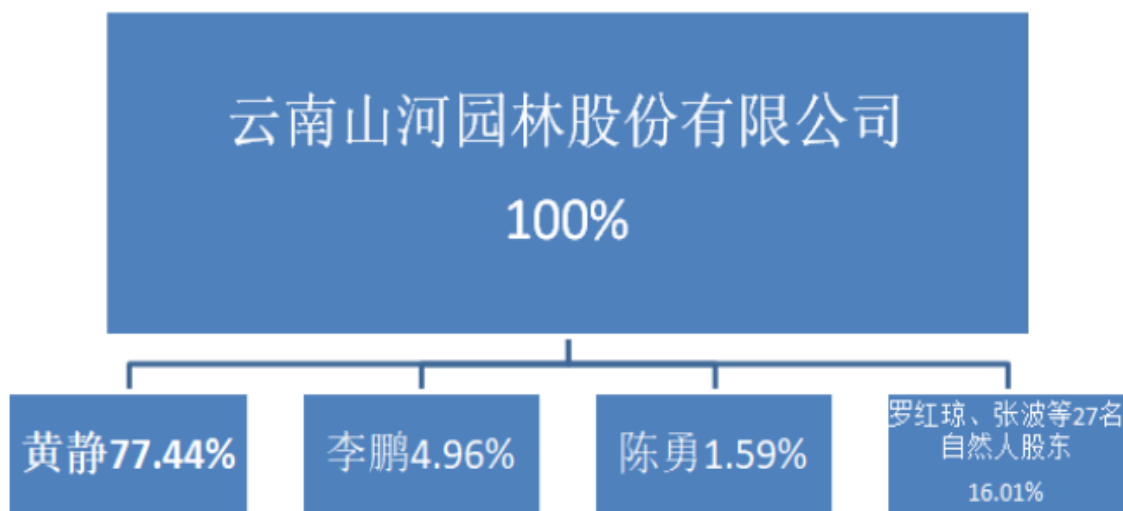 云南山河园林股份有限公司
100%
黄静77.44%
李鹏4.96%
陈勇1.59%
罗红琼、张波等27名
自然人股东
16.01%